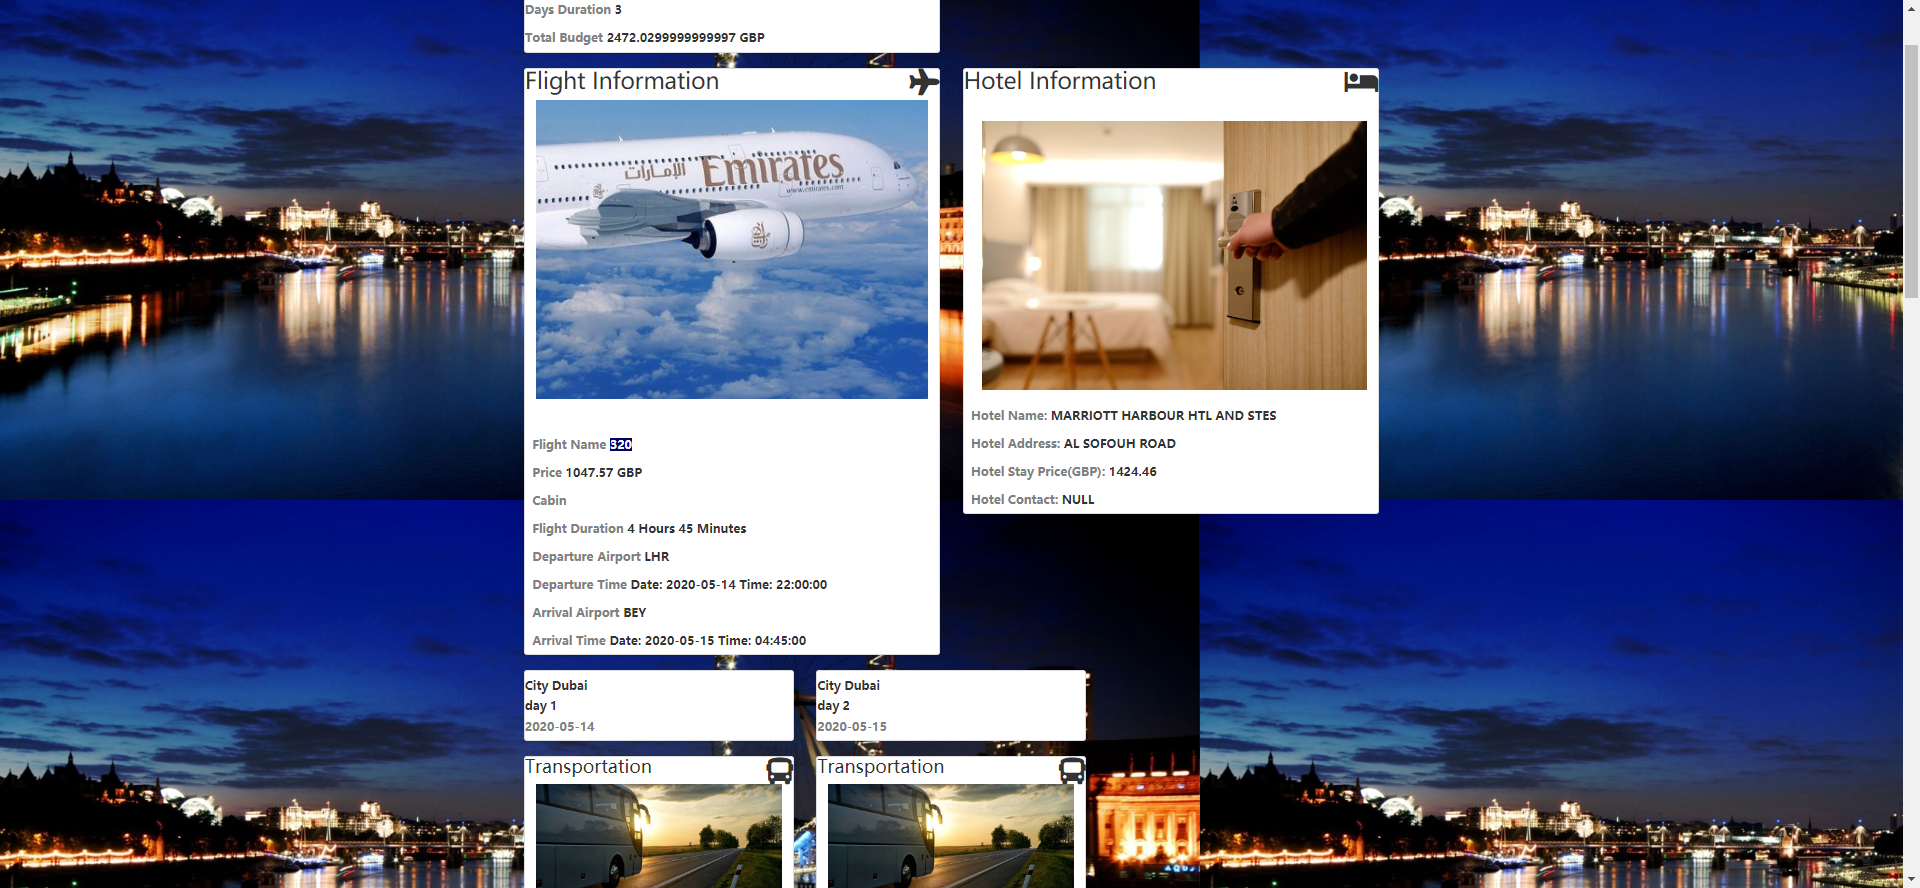 Days Duration 3
Total Budget 2472.0299999999997 GBP
Flight Information
الإمارات Emirates
www.emirates.com
Flight Name 520
Price 1047.57 GBP
Cabin
Flight Duration 4 Hours 45 Minutes
Departure Airport LHR
Departure Time Date: 2020-05-14 Time: 22:00:00
Arrival Airport BEY
Arrival Time Date: 2020-05-15 Time: 04:45:00
Hotel Information
Hotel Name: MARRIOTT HARBOUR HTL AND STES
Hotel Address: AL SOFOUH ROAD
Hotel Stay Price(GBP): 1424.46
Hotel Contact: NULL
City Dubai
day 1
2020-05-14
Transportation
City Dubai
day 2
2020-05-15
Transportation